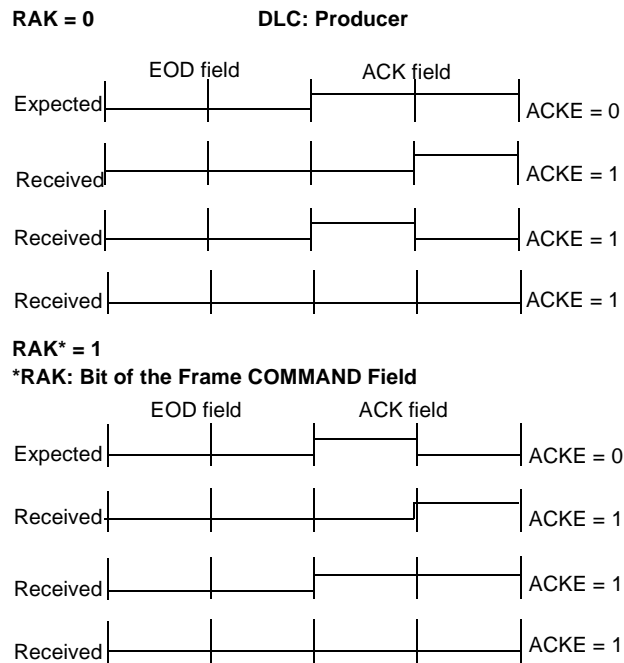 RAK = 0 DLC: Producer
EOD field ACK field
Expected ACKE = 0
Received ACKE = 1
Received ACKE = 1
Received ACKE = 1
RAK* = 1
*RAK: Bit of the Frame COMMAND Field
EOD field ACK field
Expected ACKE = 0
Received ACKE = 1
Received ACKE = 1
Received ACKE = 1